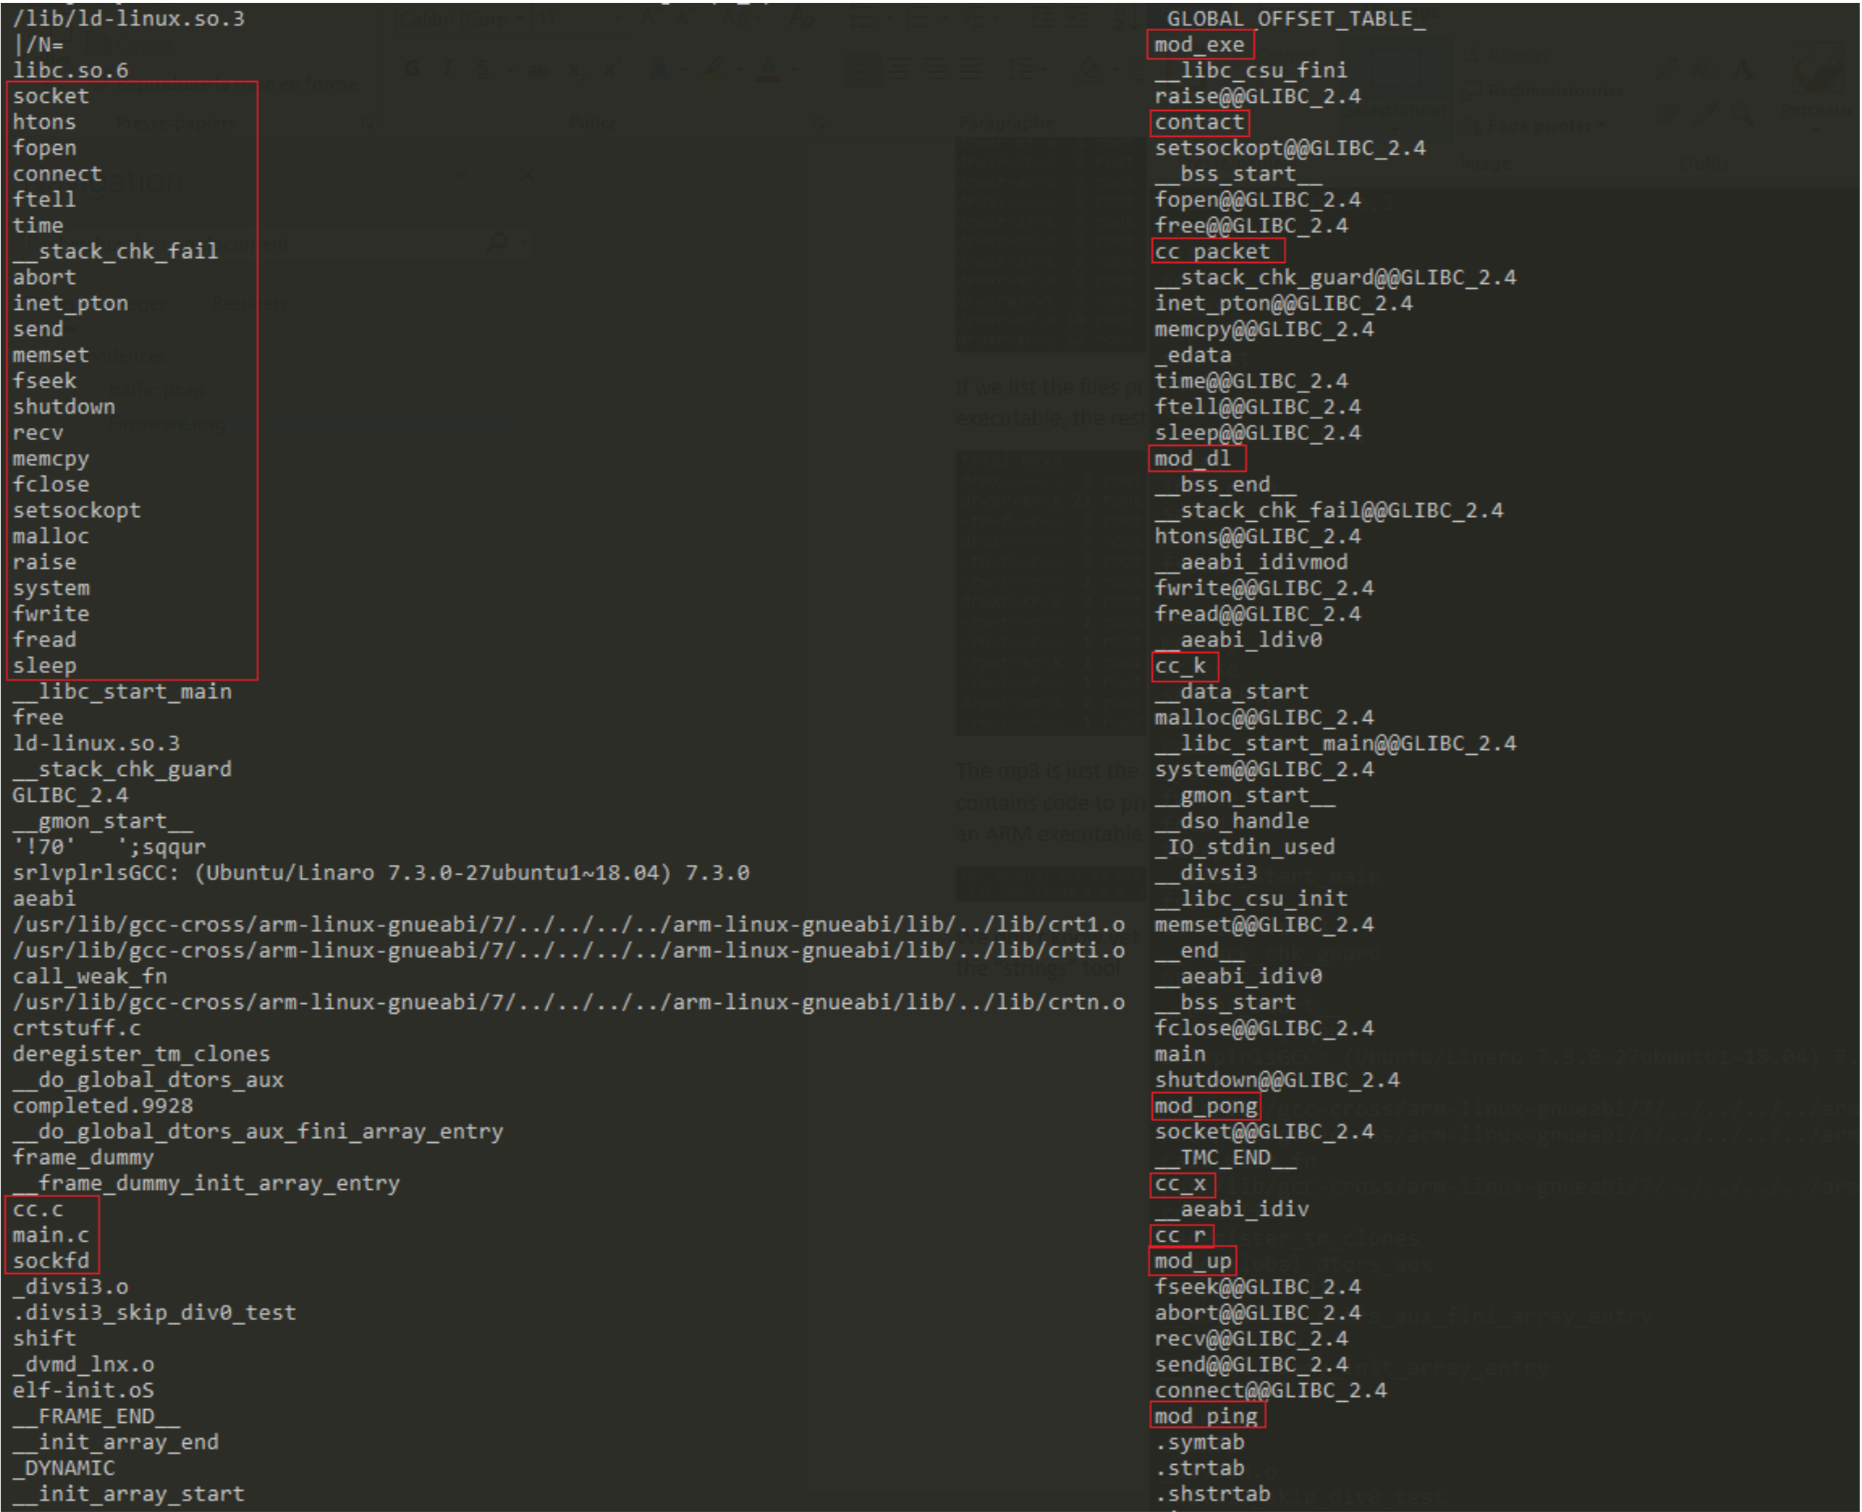 /lib/ld-linux.so.3
|/N=
libc.so.6
socket
htons
fopen
connect
ftell
time
__stack_chk_fail
abort
inet_pton
send
memset
fseek
shutdown
recv
memcpy
fclose
setsockopt
malloc
raise
system
fwrite
fread
sleep
__libc_start_main
free
ld-linux.so.3
__stack_chk_guard
GLIBC_2.4
__gmon_start__
'!70'   ';sqqur
srlvplrlsGCC: (Ubuntu/Linaro 7.3.0-27ubuntu1~18.04) 7.3.0
aeabi
/usr/lib/gcc-cross/arm-linux-gnueabi/7/../../../../arm-linux-gnueabi/lib/../lib/crt1.o
/usr/lib/gcc-cross/arm-linux-gnueabi/7/../../../../arm-linux-gnueabi/lib/../lib/crti.o
call_weak_fn
/usr/lib/gcc-cross/arm-linux-gnueabi/7/../../../../arm-linux-gnueabi/lib/../lib/crtn.o
crtstuff.c
deregister_tm_clones
__do_global_dtors_aux
completed.9928
__do_global_dtors_aux_fini_array_entry
frame_dummy
__frame_dummy_init_array_entry
cc.c
main.c
sockfd
_divsi3.o
.divsi3_skip_div0_test
shift
_dvmd_lnx.o
elf-init.oS
__FRAME_END__
__init_array_end
_DYNAMIC
__init_array_start
_GLOBAL_OFFSET_TABLE_
mod_exe
__libc_csu_fini
raise@@GLIBC_2.4
contact
setsockopt@@GLIBC_2.4
__bss_start__
fopen@@GLIBC_2.4
free@@GLIBC_2.4
cc_packet
__stack_chk_guard@@GLIBC_2.4
inet_pton@@GLIBC_2.4
memcpy@@GLIBC_2.4
_edata
time@@GLIBC_2.4
ftell@@GLIBC_2.4
sleep@@GLIBC_2.4
mod_dl
__bss_end__
__stack_chk_fail@@GLIBC_2.4
htons@@GLIBC_2.4
__aeabi_idivmod
fwrite@@GLIBC_2.4
fread@@GLIBC_2.4
__aeabi_ldiv0
cc_k
__data_start
malloc@@GLIBC_2.4
__libc_start_main@@GLIBC_2.4
system@@GLIBC_2.4
__gmon_start__
__dso_handle
_IO_stdin_used
__divsi3
__libc_csu_init
memset@@GLIBC_2.4
__end__
__aeabi_idiv0
__bss_start
fclose@@GLIBC_2.4
main
shutdown@@GLIBC_2.4
mod_pong
socket@@GLIBC_2.4
__TMC_END__
cc_x
__aeabi_idiv
cc_r
mod_up
fseek@@GLIBC_2.4
abort@@GLIBC_2.4
recv@@GLIBC_2.4
send@@GLIBC_2.4
connect@@GLIBC_2.4
mod_ping
.symtab
.strtab
.shstrtab